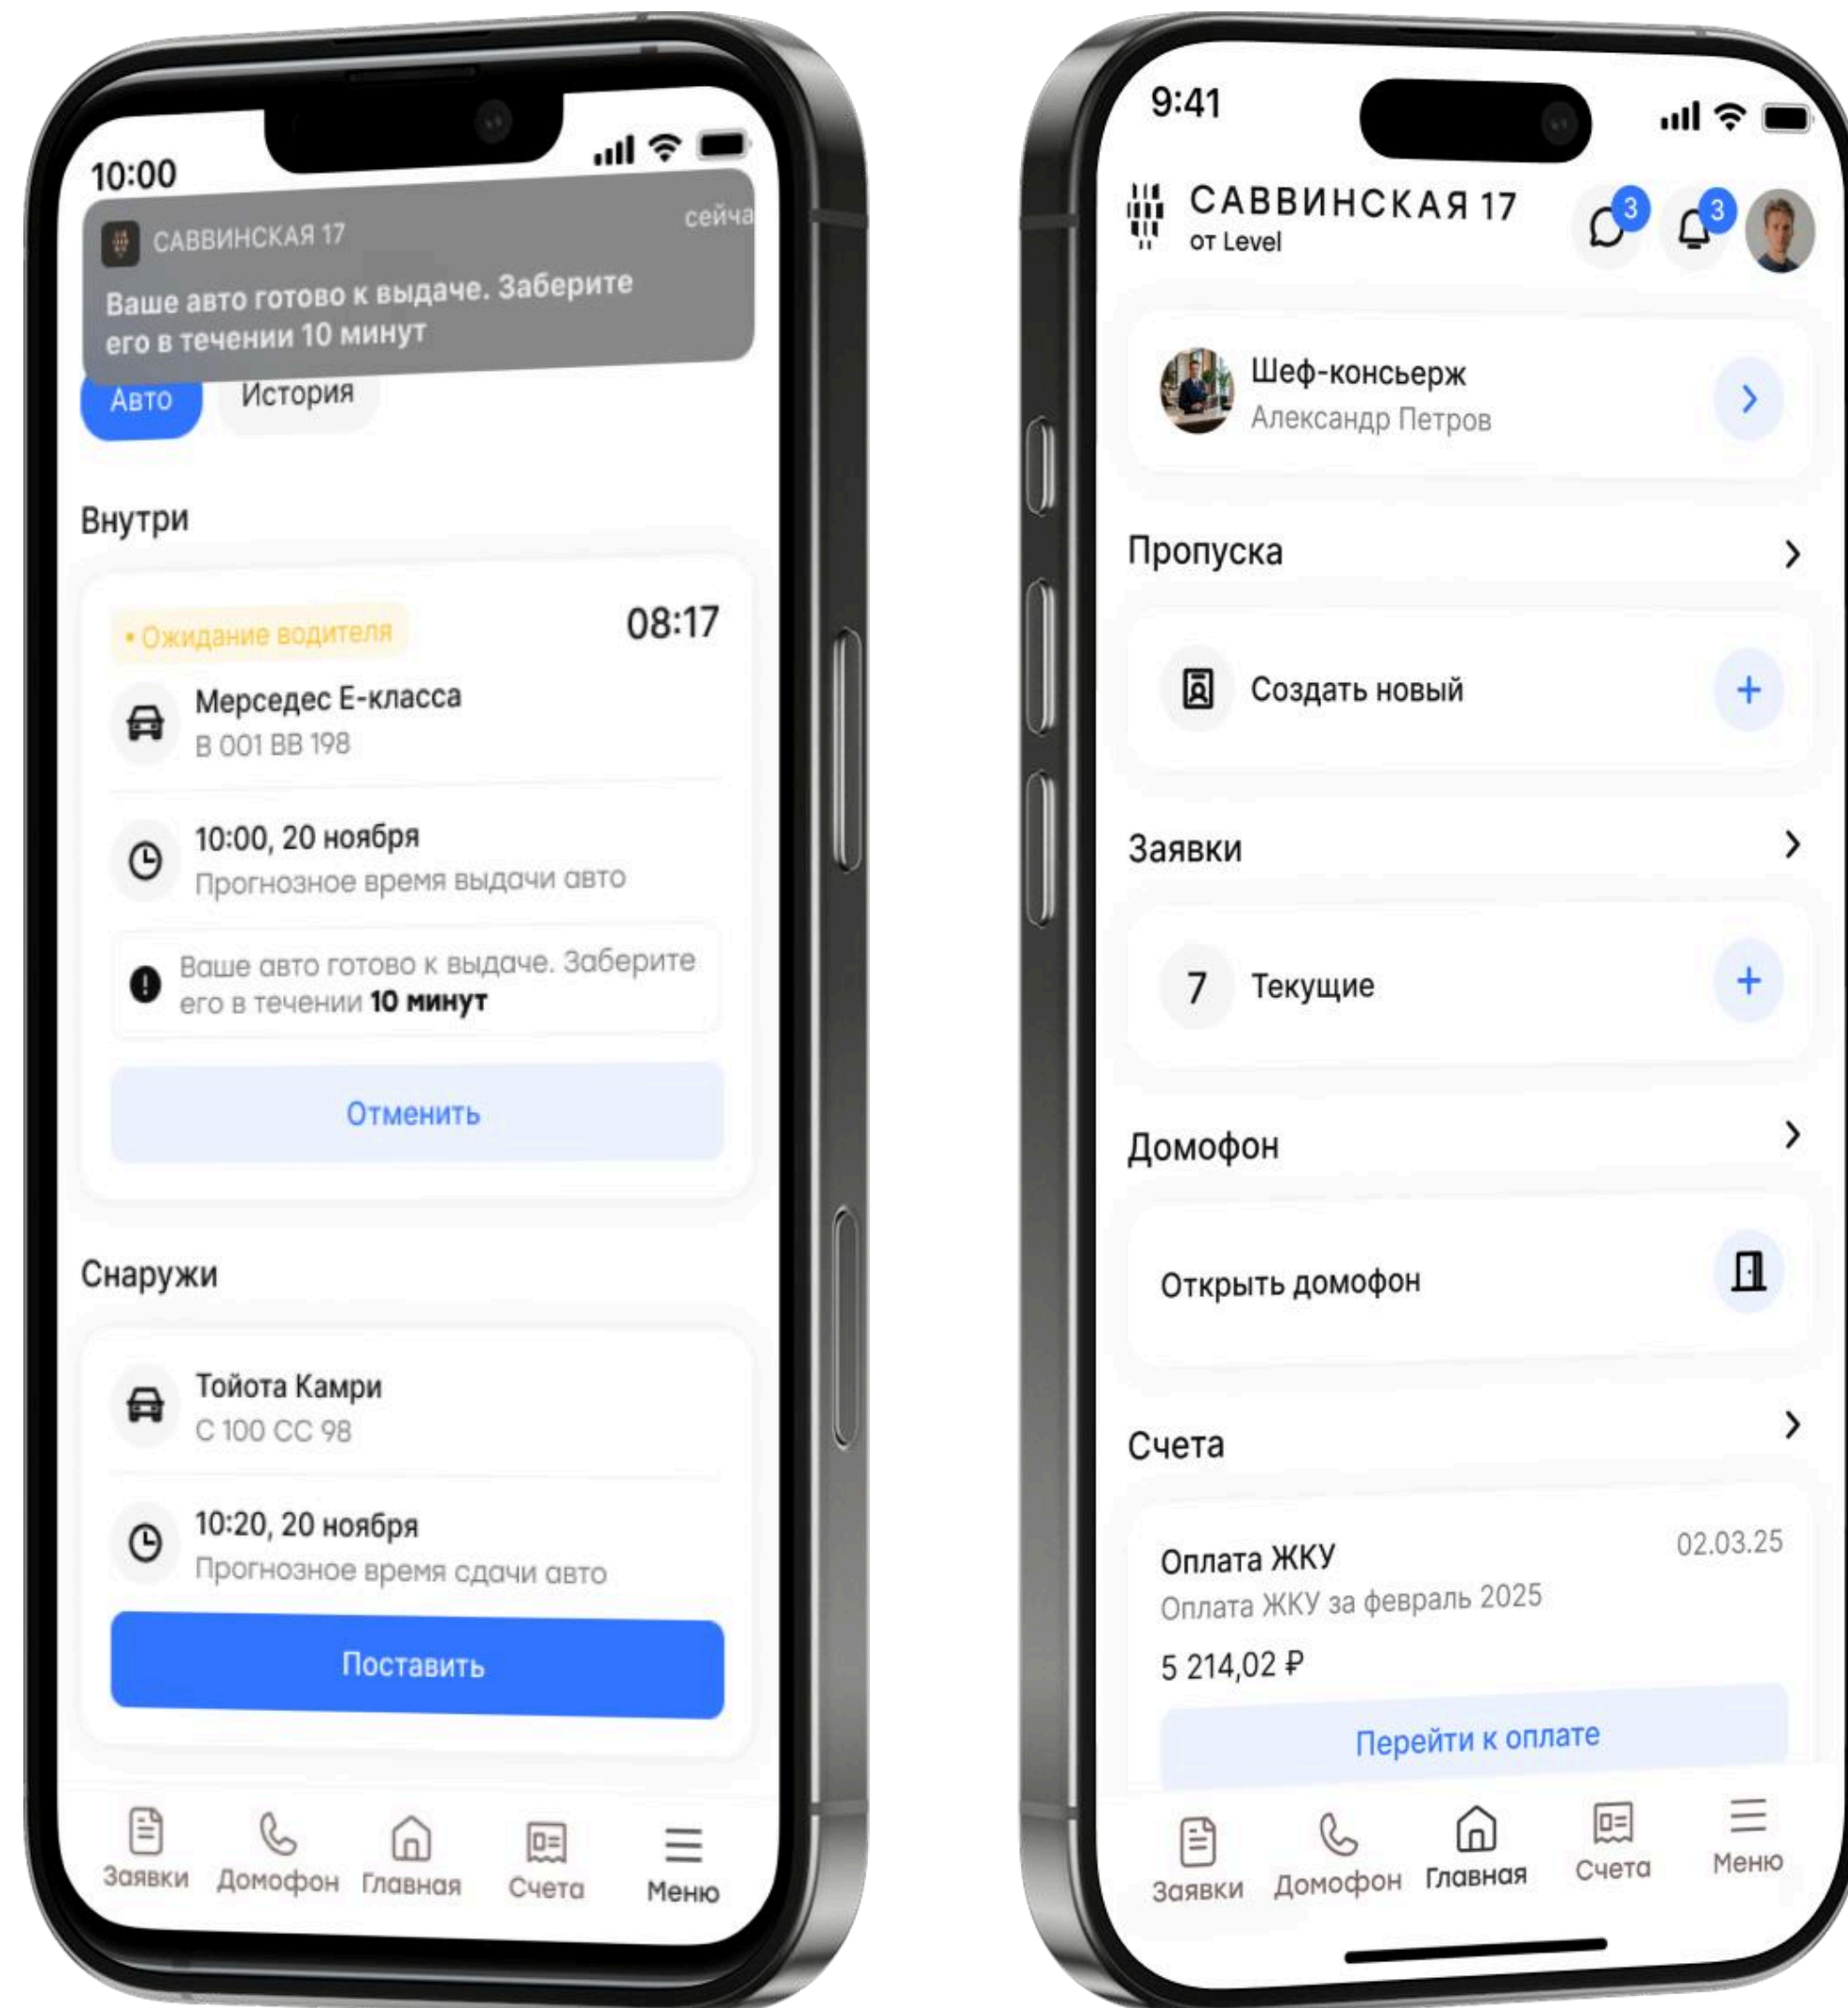 10:00
САВВИНСКАЯ 17
сейча
Ваше авто готово к выдаче. Заберите
его в течении 10 минут
Авто
История
Внутри
• Ожидание водителя
08:17
Мерседес Е-класса
В 001 ВВ 198
10:00, 20 ноября
Прогнозное время выдачи авто
Ваше авто готово к выдаче. Заберите
его в течении 10 минут
Отменить
Снаружи
Тойота Камри
С 100 СС 98
10:20, 20 ноября
Прогнозное время сдачи авто
Поставить
Заявки
Домофон
Главная
Счета
Меню
9:41
САВВИНСКАЯ 17
от Level
3
3
Шеф-консьерж
Александр Петров
Пропуска
Создать новый
Заявки
7
Текущие
Домофон
Открыть домофон
Счета
Оплата ЖКУ
02.03.25
Оплата ЖКУ за февраль 2025
5 214,02 ₽
Перейти к оплате
Заявки
Домофон
Главная
Счета
Меню